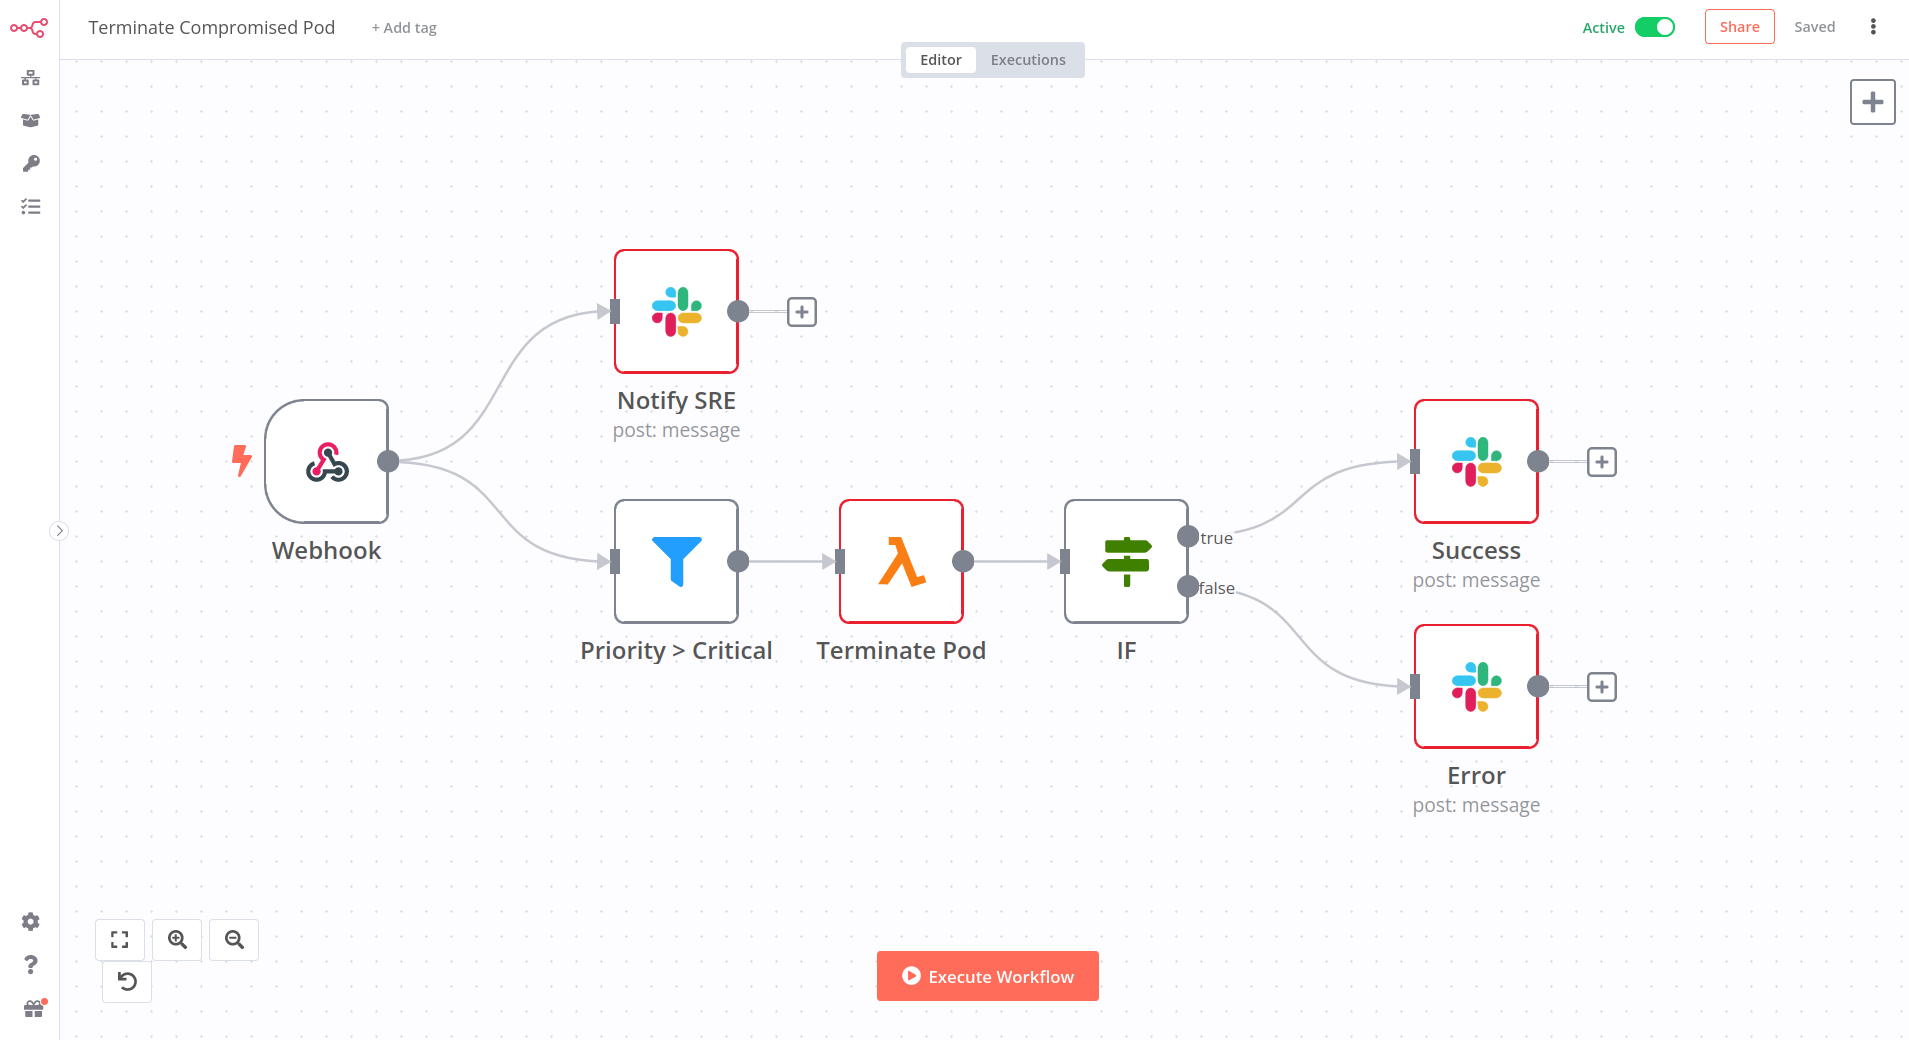 Terminate Compromised Pod
+ Add tag
Active
Share
Saved
Editor
Executions
Notify SRE
post: message
Webhook
Priority > Critical
Terminate Pod
IF
true
false
Success
post: message
Error
post: message
Execute Workflow